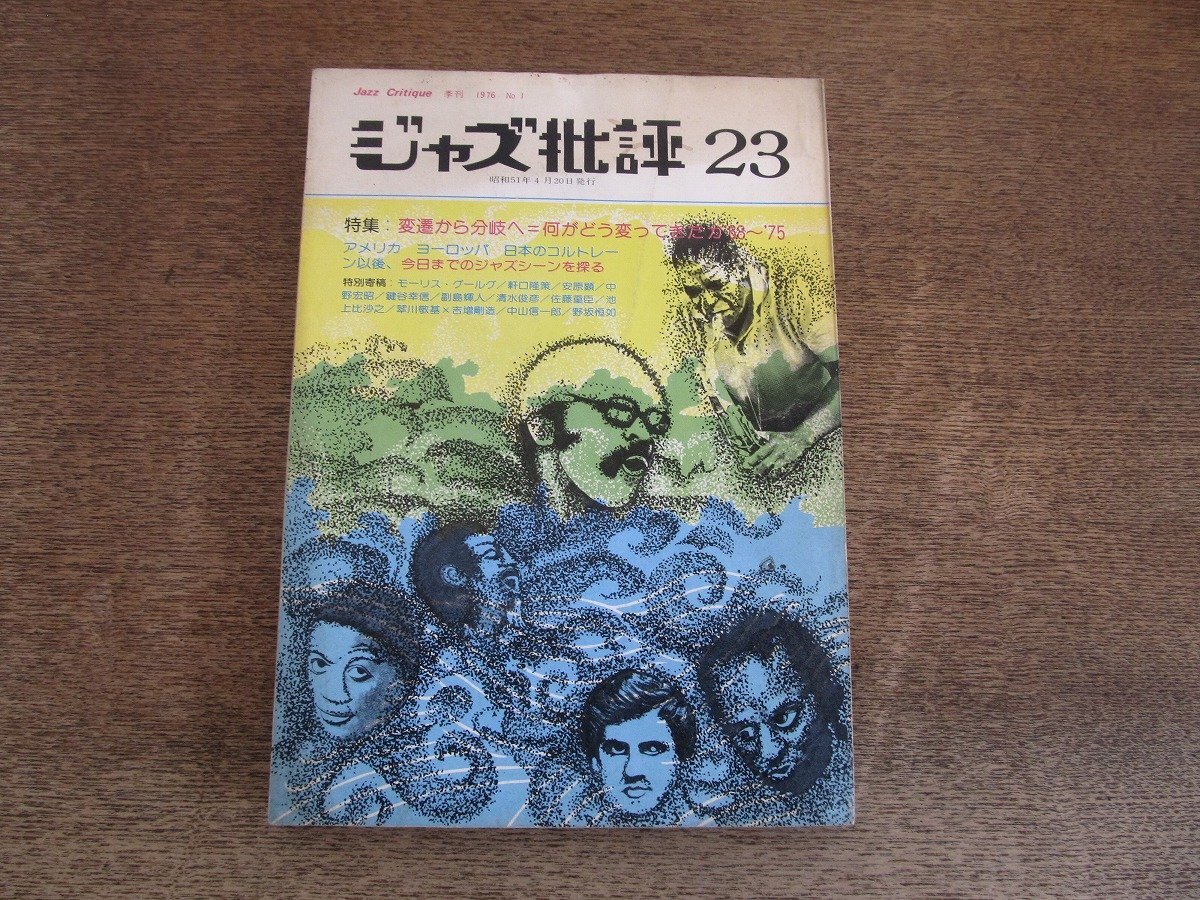 Jazz Critique 季刊 1976 No 1
ジャズ批評 23
昭和51年4月20日発行
特集: 変遷から分岐へ=何がどう変ってきたか'68〜'75
アメリカ ヨーロッパ 日本のコルトレー
ン以後、今日までのジャズシーンを探る
特別寄稿:モーリス・グールグ/軒口隆策/安原顕/中
野宏昭/鍵谷幸信/副島輝人/清水俊彦/佐藤重臣/池
上比沙之/草川敬基×吉増剛造/中山信一郎/野坂恒如